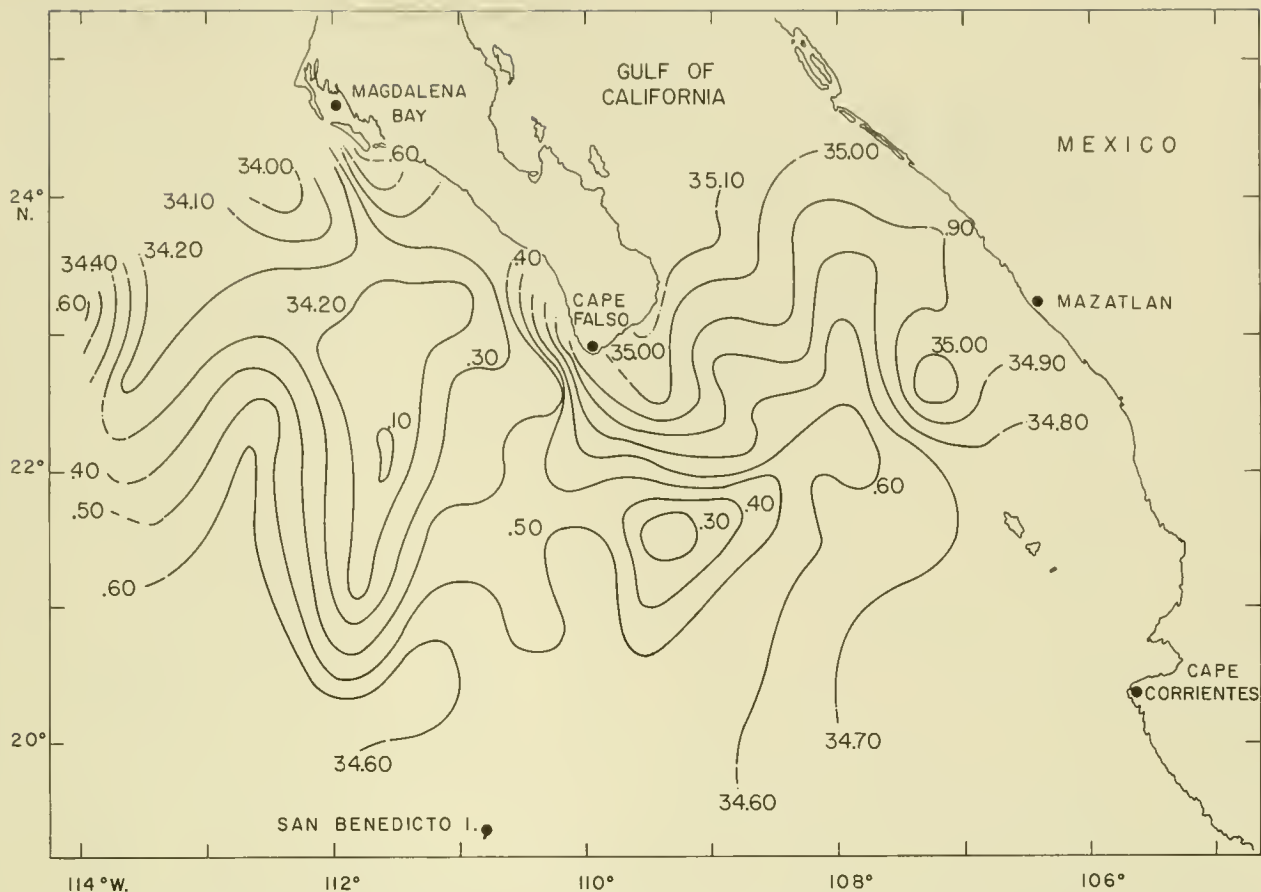 GULF OF
CALIFORNIA
MAGDALENA
BAY
MEXICO
.60
34.00
35.00
35.10
24°
N.
34.10
34.20
.90
34.40
.40
.60
CAPE
FALSO
MAZATLAN
34.20
35.00
35.00
34.90
.30
34.80
.10
22°
.40
.60
.50
.50
.30
.40
.60
CAPE
CORRIENTES
20°
34.70
34.60
34.60
SAN BENEDICTO I.
114°W.
112°
110°
108°
106°